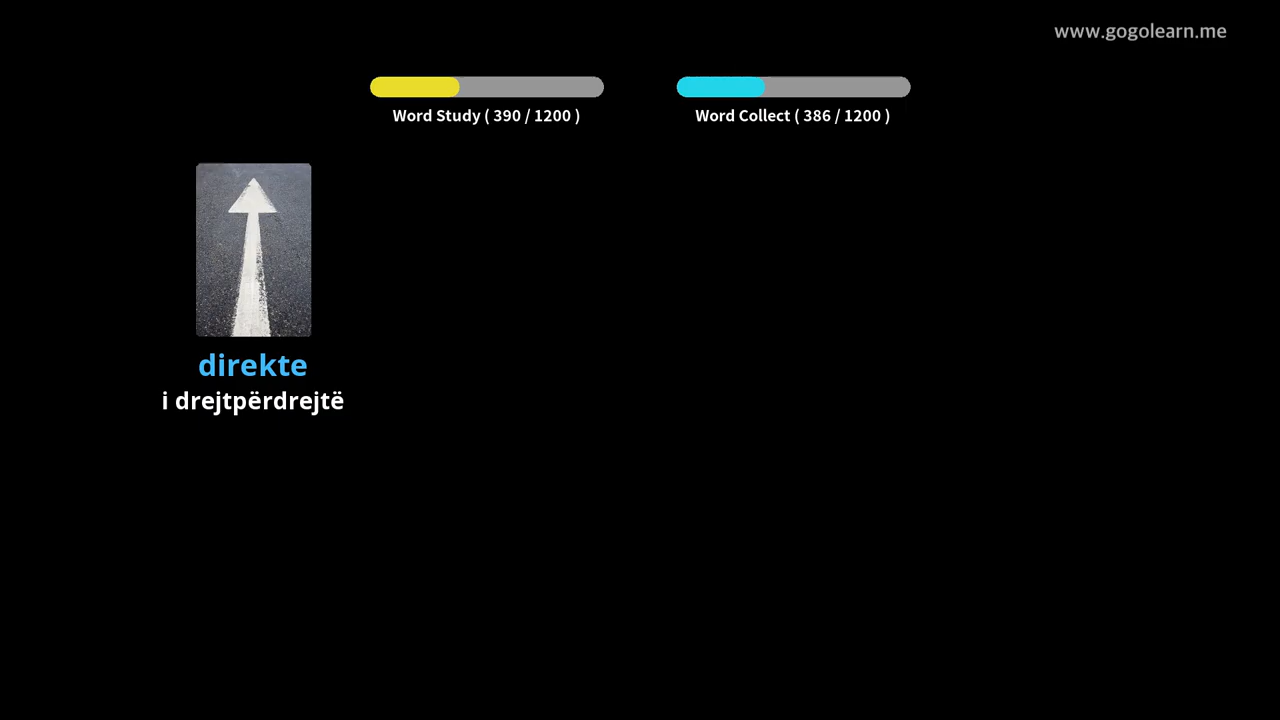 www.gogolearn.me
Word Study ( 390 / 1200 )
Word Collect ( 386 / 1200 )
direkte
i drejtpërdrejtë